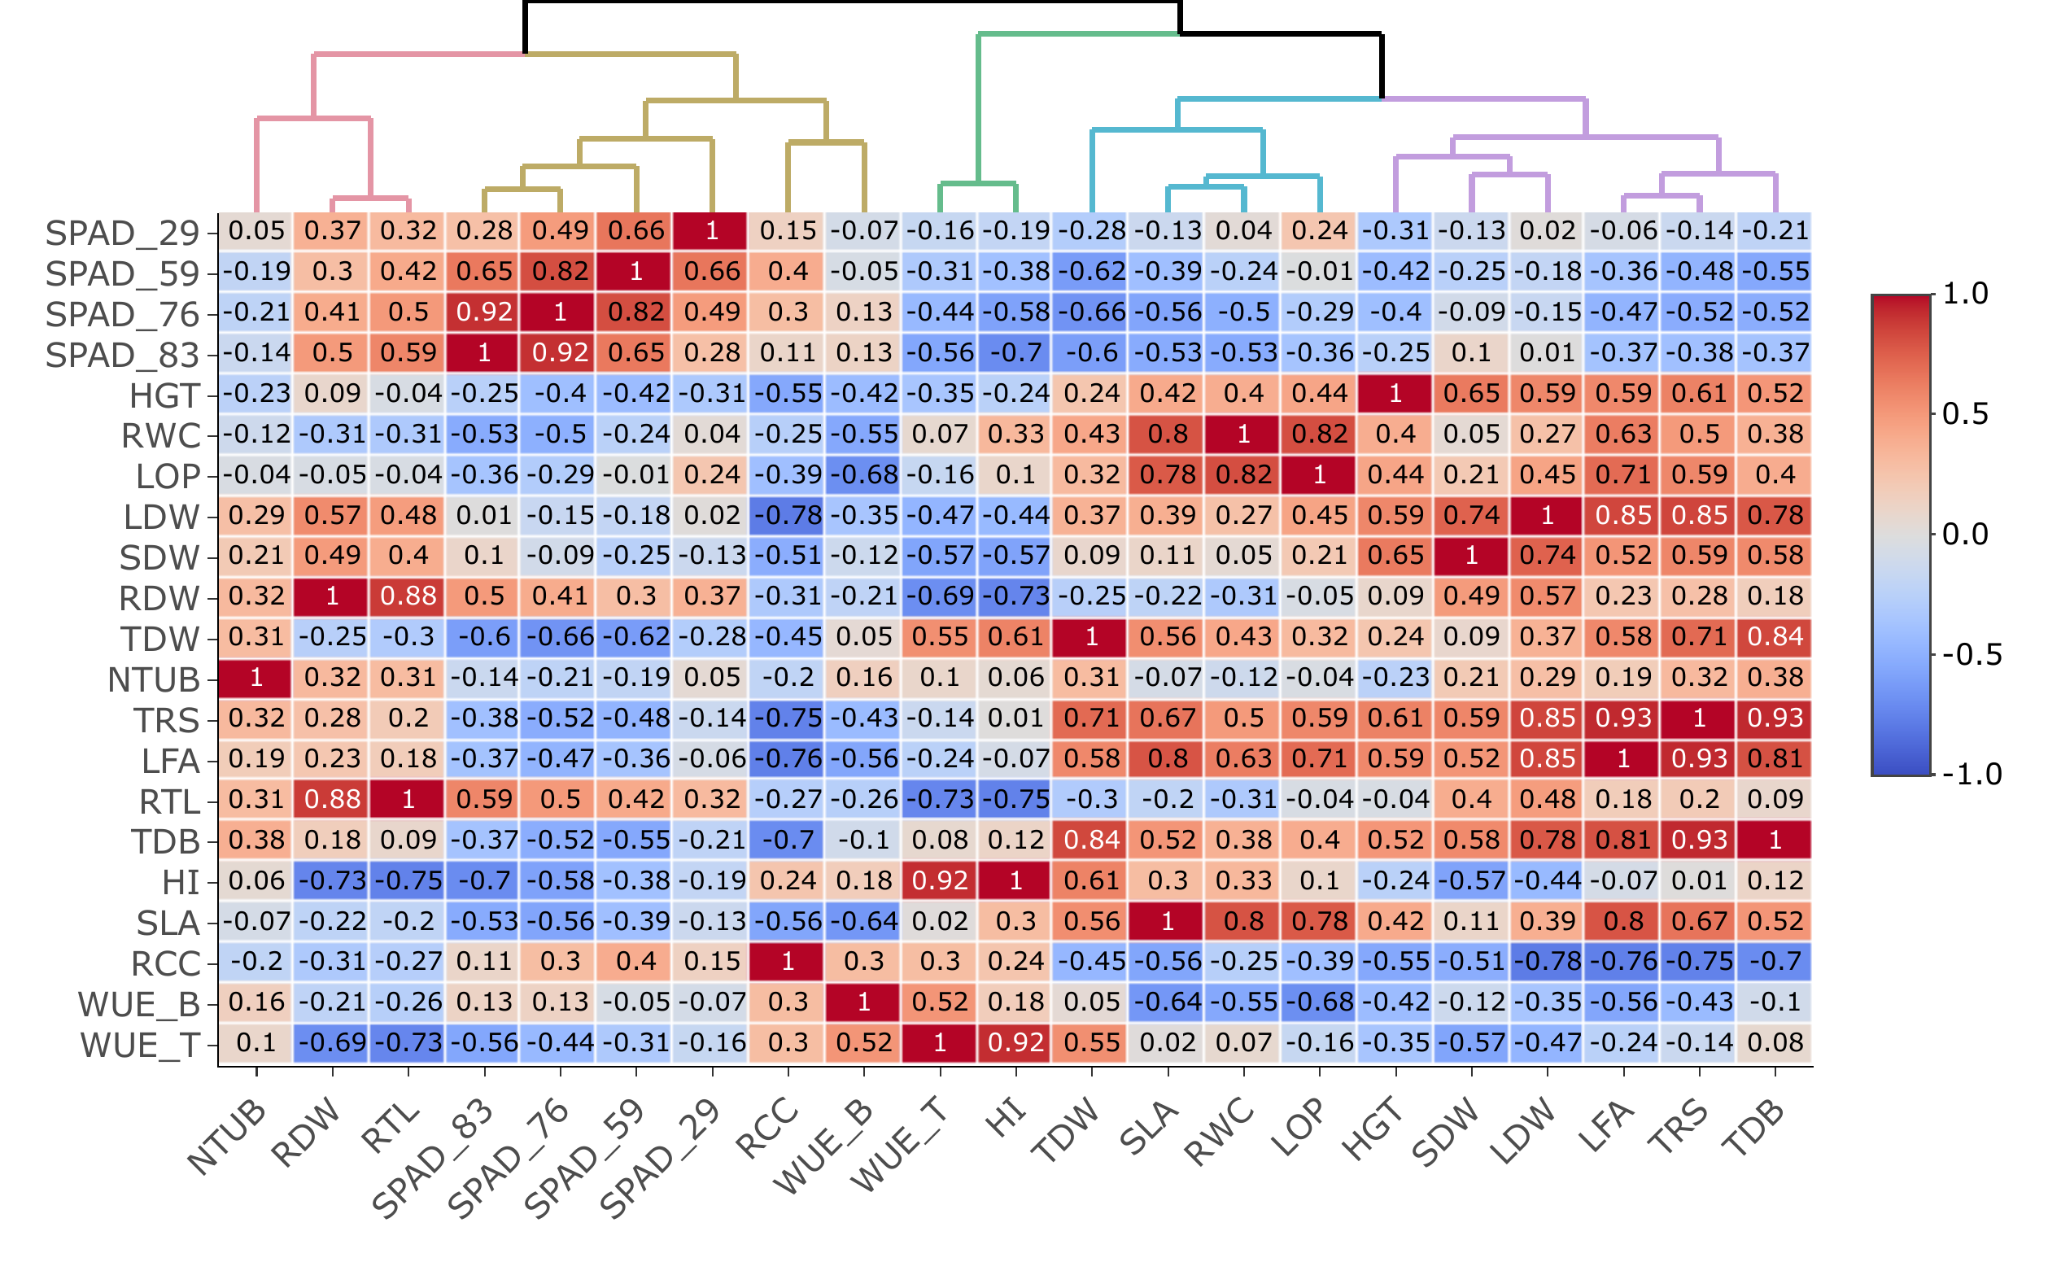 SPAD_29 0.05 0.37 0.32 0.28 0.49 0.66 1 0.15 -0.07 -0.16 -0.19 -0.28 -0.13 0.04 0.24 -0.31 -0.13 0.02 -0.06 -0.14 -0.21
SPAD_59 -0.19 0.3 0.42 0.65 0.82 1 0.66 0.4 -0.05 -0.31 -0.38 -0.62 -0.39 -0.24 -0.01 -0.42 -0.25 -0.18 -0.36 -0.48 -0.55
SPAD_76 -0.21 0.41 0.5 0.92 1 0.82 0.49 0.3 0.13 -0.44 -0.58 -0.66 -0.56 -0.5 -0.29 -0.4 -0.09 -0.15 -0.47 -0.52 -0.52
SPAD_83 -0.14 0.5 0.59 1 0.92 0.65 0.28 0.11 0.13 -0.56 -0.7 -0.6 -0.53 -0.53 -0.36 -0.25 0.1 0.01 -0.37 -0.38 -0.37
HGT -0.23 0.09 -0.04 -0.25 -0.4 -0.42 -0.31 -0.55 -0.42 -0.35 -0.24 0.24 0.42 0.4 0.44 1 0.65 0.59 0.59 0.61 0.52
RWC -0.12 -0.31 -0.31 -0.53 -0.5 -0.24 0.04 -0.25 -0.55 0.07 0.33 0.43 0.8 1 0.82 0.4 0.05 0.27 0.63 0.5 0.38
LOP -0.04 -0.05 -0.04 -0.36 -0.29 -0.01 0.24 -0.39 -0.68 -0.16 0.1 0.32 0.78 0.82 1 0.44 0.21 0.45 0.71 0.59 0.4
LDW 0.29 0.57 0.48 0.01 -0.15 -0.18 0.02 -0.78 -0.35 -0.47 -0.44 0.37 0.39 0.27 0.45 0.59 0.74 1 0.85 0.85 0.78
SDW 0.21 0.49 0.4 0.1 -0.09 -0.25 -0.13 -0.51 -0.12 -0.57 -0.57 0.09 0.11 0.05 0.21 0.65 1 0.74 0.52 0.59 0.58
RDW 0.32 1 0.88 0.5 0.41 0.3 0.37 -0.31 -0.21 -0.69 -0.73 -0.25 -0.22 -0.31 -0.05 0.09 0.49 0.57 0.23 0.28 0.18
TDW 0.31 -0.25 -0.3 -0.6 -0.66 -0.62 -0.28 -0.45 0.05 0.55 0.61 1 0.56 0.43 0.32 0.24 0.09 0.37 0.58 0.71 0.84
NTUB 1 0.32 0.31 -0.14 -0.21 -0.19 0.05 -0.2 0.16 0.1 0.06 0.31 -0.07 -0.12 -0.04 -0.23 0.21 0.29 0.19 0.32 0.38
TRS 0.32 0.28 0.2 -0.38 -0.52 -0.48 -0.14 -0.75 -0.43 -0.14 0.01 0.71 0.67 0.5 0.59 0.61 0.59 0.85 0.93 1 0.93
LFA 0.19 0.23 0.18 -0.37 -0.47 -0.36 -0.06 -0.76 -0.56 -0.24 -0.07 0.58 0.8 0.63 0.71 0.59 0.52 0.85 1 0.93 0.81
RTL 0.31 0.88 1 0.59 0.5 0.42 0.32 -0.27 -0.26 -0.73 -0.75 -0.3 -0.2 -0.31 -0.04 -0.04 0.4 0.48 0.18 0.2 0.09
TDB 0.38 0.18 0.09 -0.37 -0.52 -0.55 -0.21 -0.7 -0.1 0.08 0.12 0.84 0.52 0.38 0.4 0.52 0.58 0.78 0.81 0.93 1
HI 0.06 -0.73 -0.75 -0.7 -0.58 -0.38 -0.19 0.24 0.18 0.92 1 0.61 0.3 0.33 0.1 -0.24 -0.57 -0.44 -0.07 0.01 0.12
SLA -0.07 -0.22 -0.2 -0.53 -0.56 -0.39 -0.13 -0.56 -0.64 0.02 0.3 0.56 1 0.8 0.78 0.42 0.11 0.39 0.8 0.67 0.52
RCC -0.2 -0.31 -0.27 0.11 0.3 0.4 0.15 1 0.3 0.3 0.24 -0.45 -0.56 -0.25 -0.39 -0.55 -0.51 -0.78 -0.76 -0.75 -0.7
WUE_B 0.16 -0.21 -0.26 0.13 0.13 -0.05 -0.07 0.3 1 0.52 0.18 0.05 -0.64 -0.55 -0.68 -0.42 -0.12 -0.35 -0.56 -0.43 -0.1
WUE_T 0.1 -0.69 -0.73 -0.56 -0.44 -0.31 -0.16 0.3 0.52 1 0.92 0.55 0.02 0.07 -0.16 -0.35 -0.57 -0.47 -0.24 -0.14 0.08
NTUB RDW RTL SPAD_83 SPAD_76 SPAD_59 SPAD_29 RCC WUE_B WUE_T HI TDW SLA RWC LOP HGT SDW LDW LFA TRS TDB
1.0
0.5
0.0
-0.5
-1.0